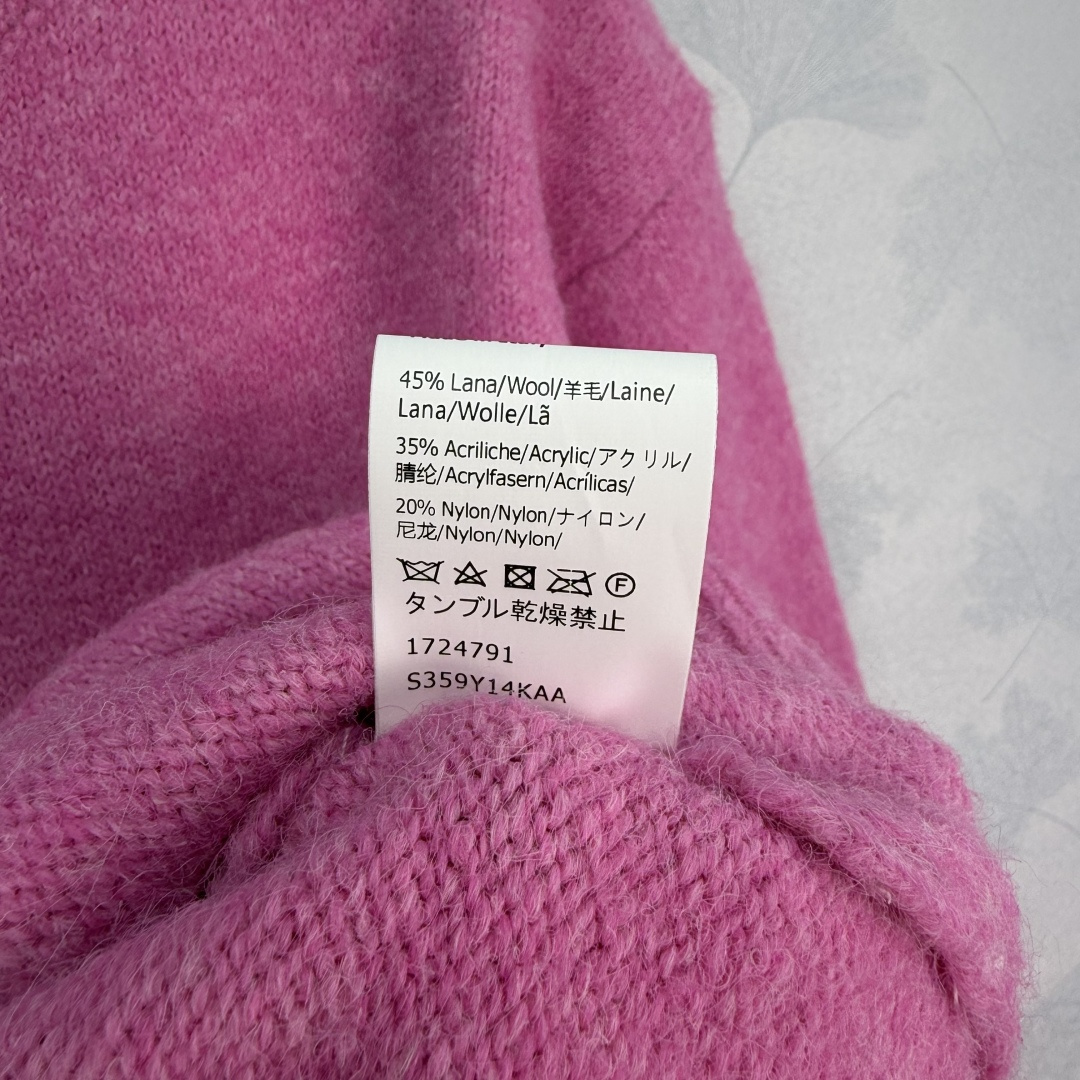 45% Lana/Wool/羊毛/Laine/
Lana/Wolle/Lã
35% Acriliche/Acrylic/アクリル/
腈纶/Acrylfasern/Acrílicas/
20% Nylon/Nylon/ナイロン/
尼龙/Nylon/Nylon/
F
タンブル乾燥禁止
1724791
S359Y14KAA